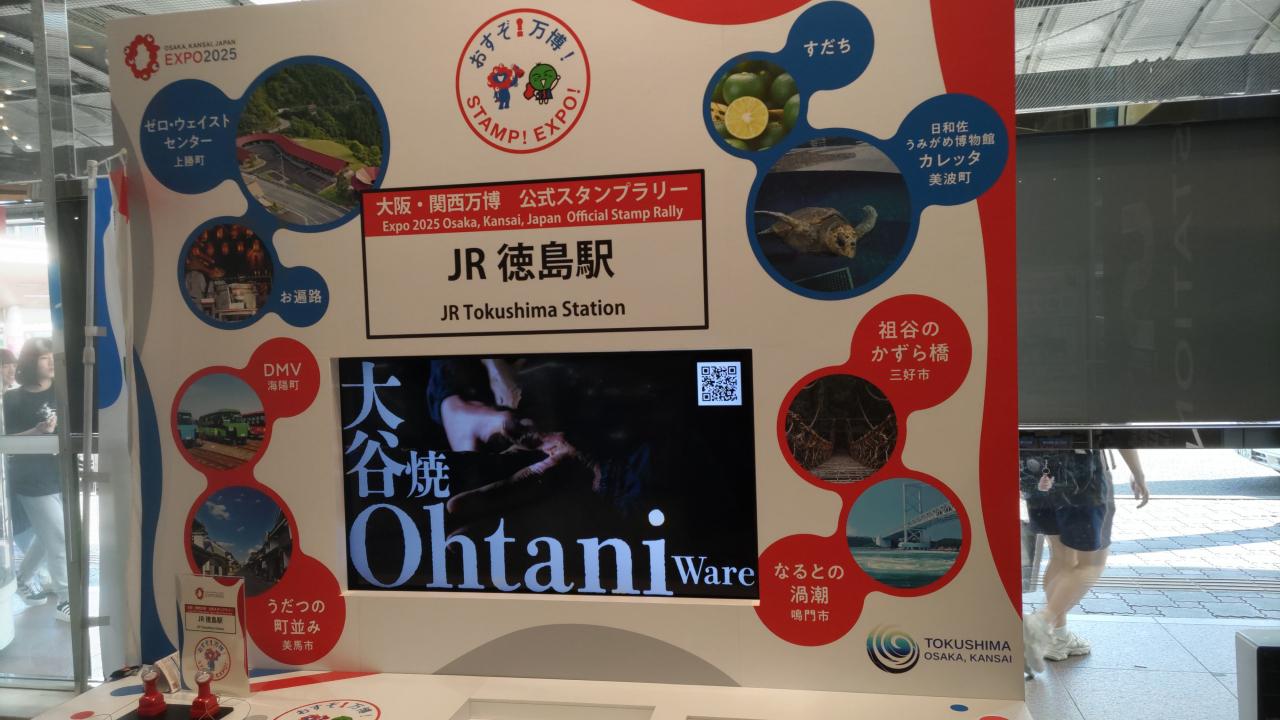 OSAKA, KANSAI, JAPAN
EXPO2025
おすぞ!万博!
STAMP! EXPO!
すだち
ゼロ・ウェイスト
センター
上勝町
日和佐
うみがめ博物館
カレッタ
美波町
大阪・関西万博 公式スタンプラリー
Expo 2025 Osaka, Kansai, Japan Official Stamp Rally
JR 徳島駅
JR Tokushima Station
お遍路
DMV
海陽町
祖谷の
かずら橋
三好市
大谷焼
Ohtani Ware
うだつの
町並み
美馬市
なるとの
渦潮
鳴門市
TOKUSHIMA
OSAKA, KANSAI
JR 徳島駅
おすぞ!万博!